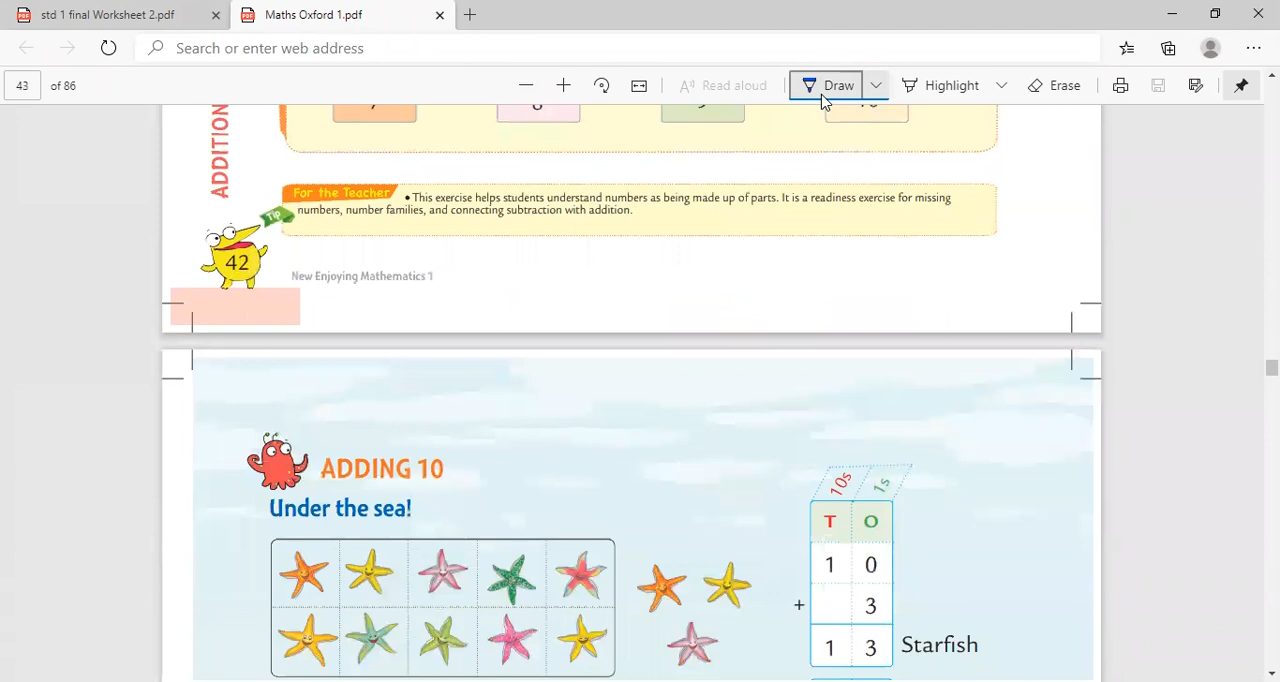 std 1 final Worksheet 2.pdf
Maths Oxford 1.pdf
Search or enter web address
43 of 86
Read aloud
Draw
Highlight
Erase
ADDITION
For the Teacher
• This exercise helps students understand numbers as being made up of parts. It is a readiness exercise for missing
Tip
numbers, number families, and connecting subtraction with addition.
42
New Enjoying Mathematics 1
ADDING 10
Under the sea!
10s 1s
T O
1 0
+ 3
1 3 Starfish